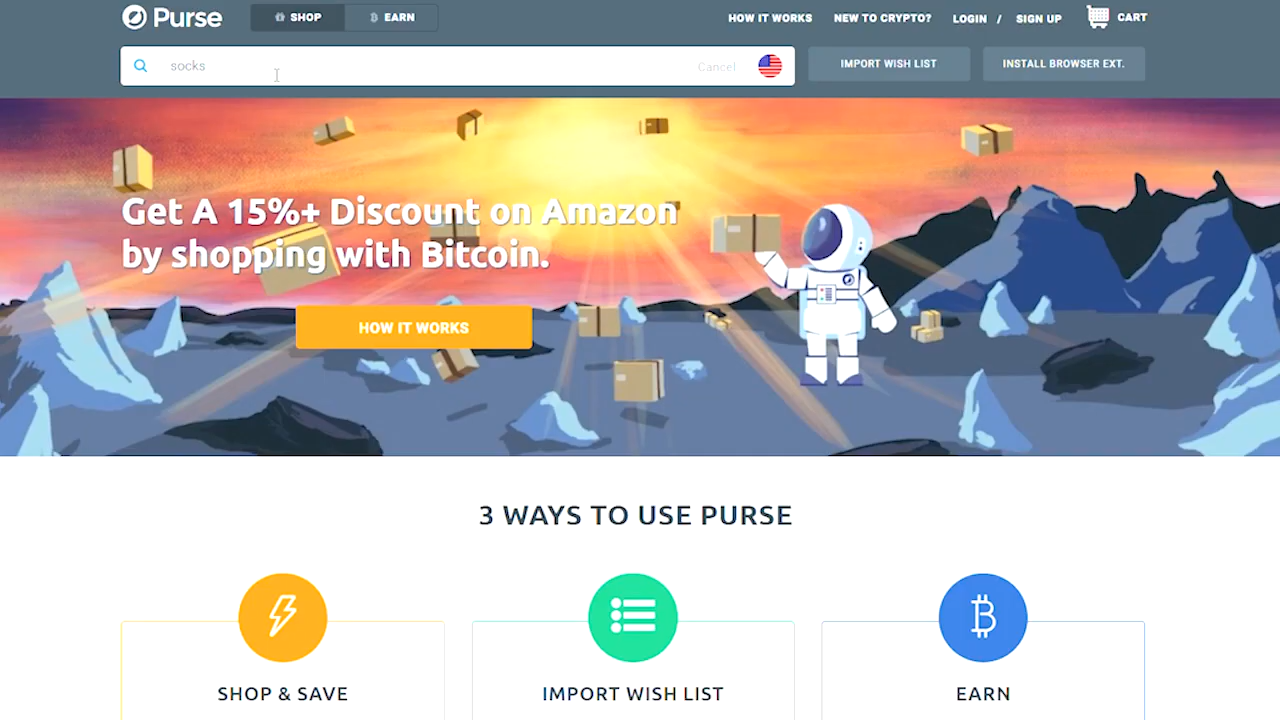 Purse
SHOP
EARN
HOW IT WORKS
NEW TO CRYPTO?
LOGIN / SIGN UP
CART
socks
Cancel
IMPORT WISH LIST
INSTALL BROWSER EXT.
Get A 15%+ Discount on Amazon
by shopping with Bitcoin.
HOW IT WORKS
3 WAYS TO USE PURSE
SHOP & SAVE
IMPORT WISH LIST
EARN